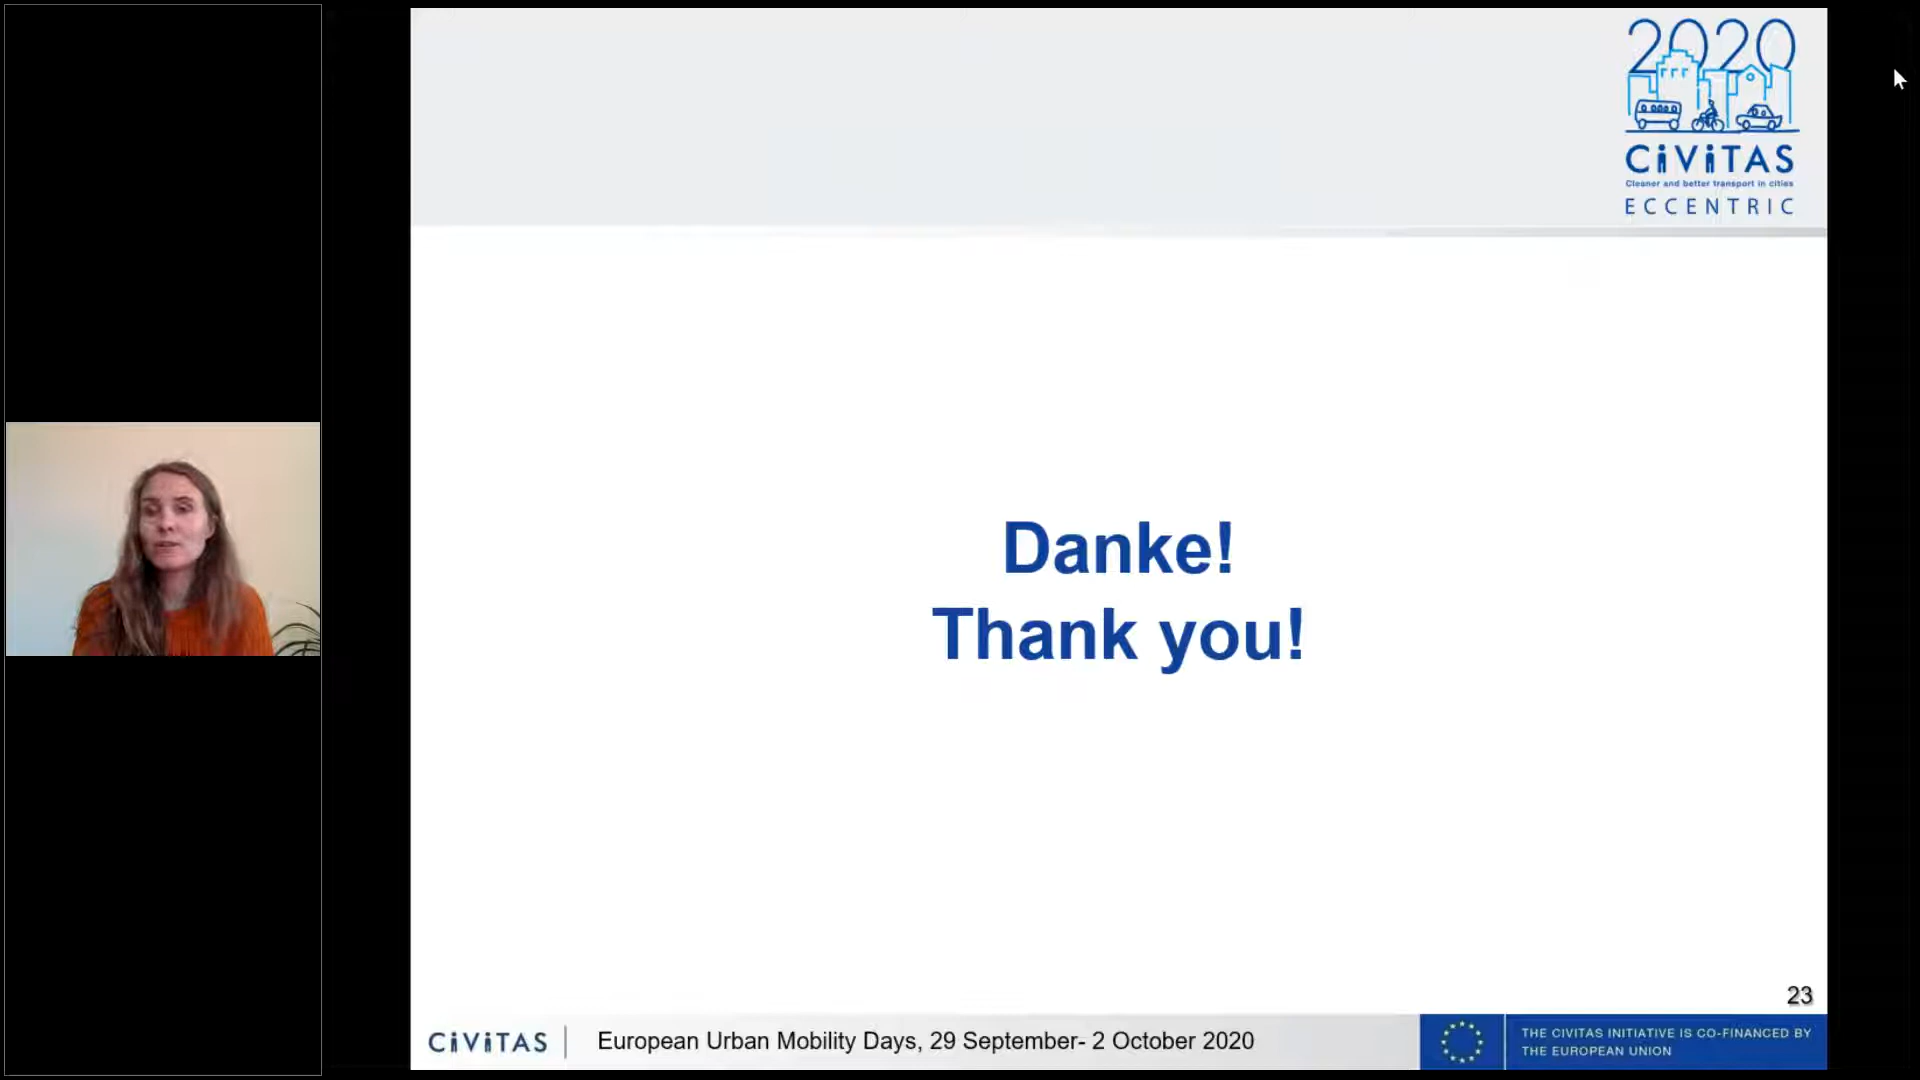 2020
CiViTAS
Cleaner and better transport in cities
ECCENTRIC
Danke!
Thank you!
23
CiViTAS
European Urban Mobility Days, 29 September- 2 October 2020
THE CIVITAS INITIATIVE IS CO-FINANCED BY
THE EUROPEAN UNION